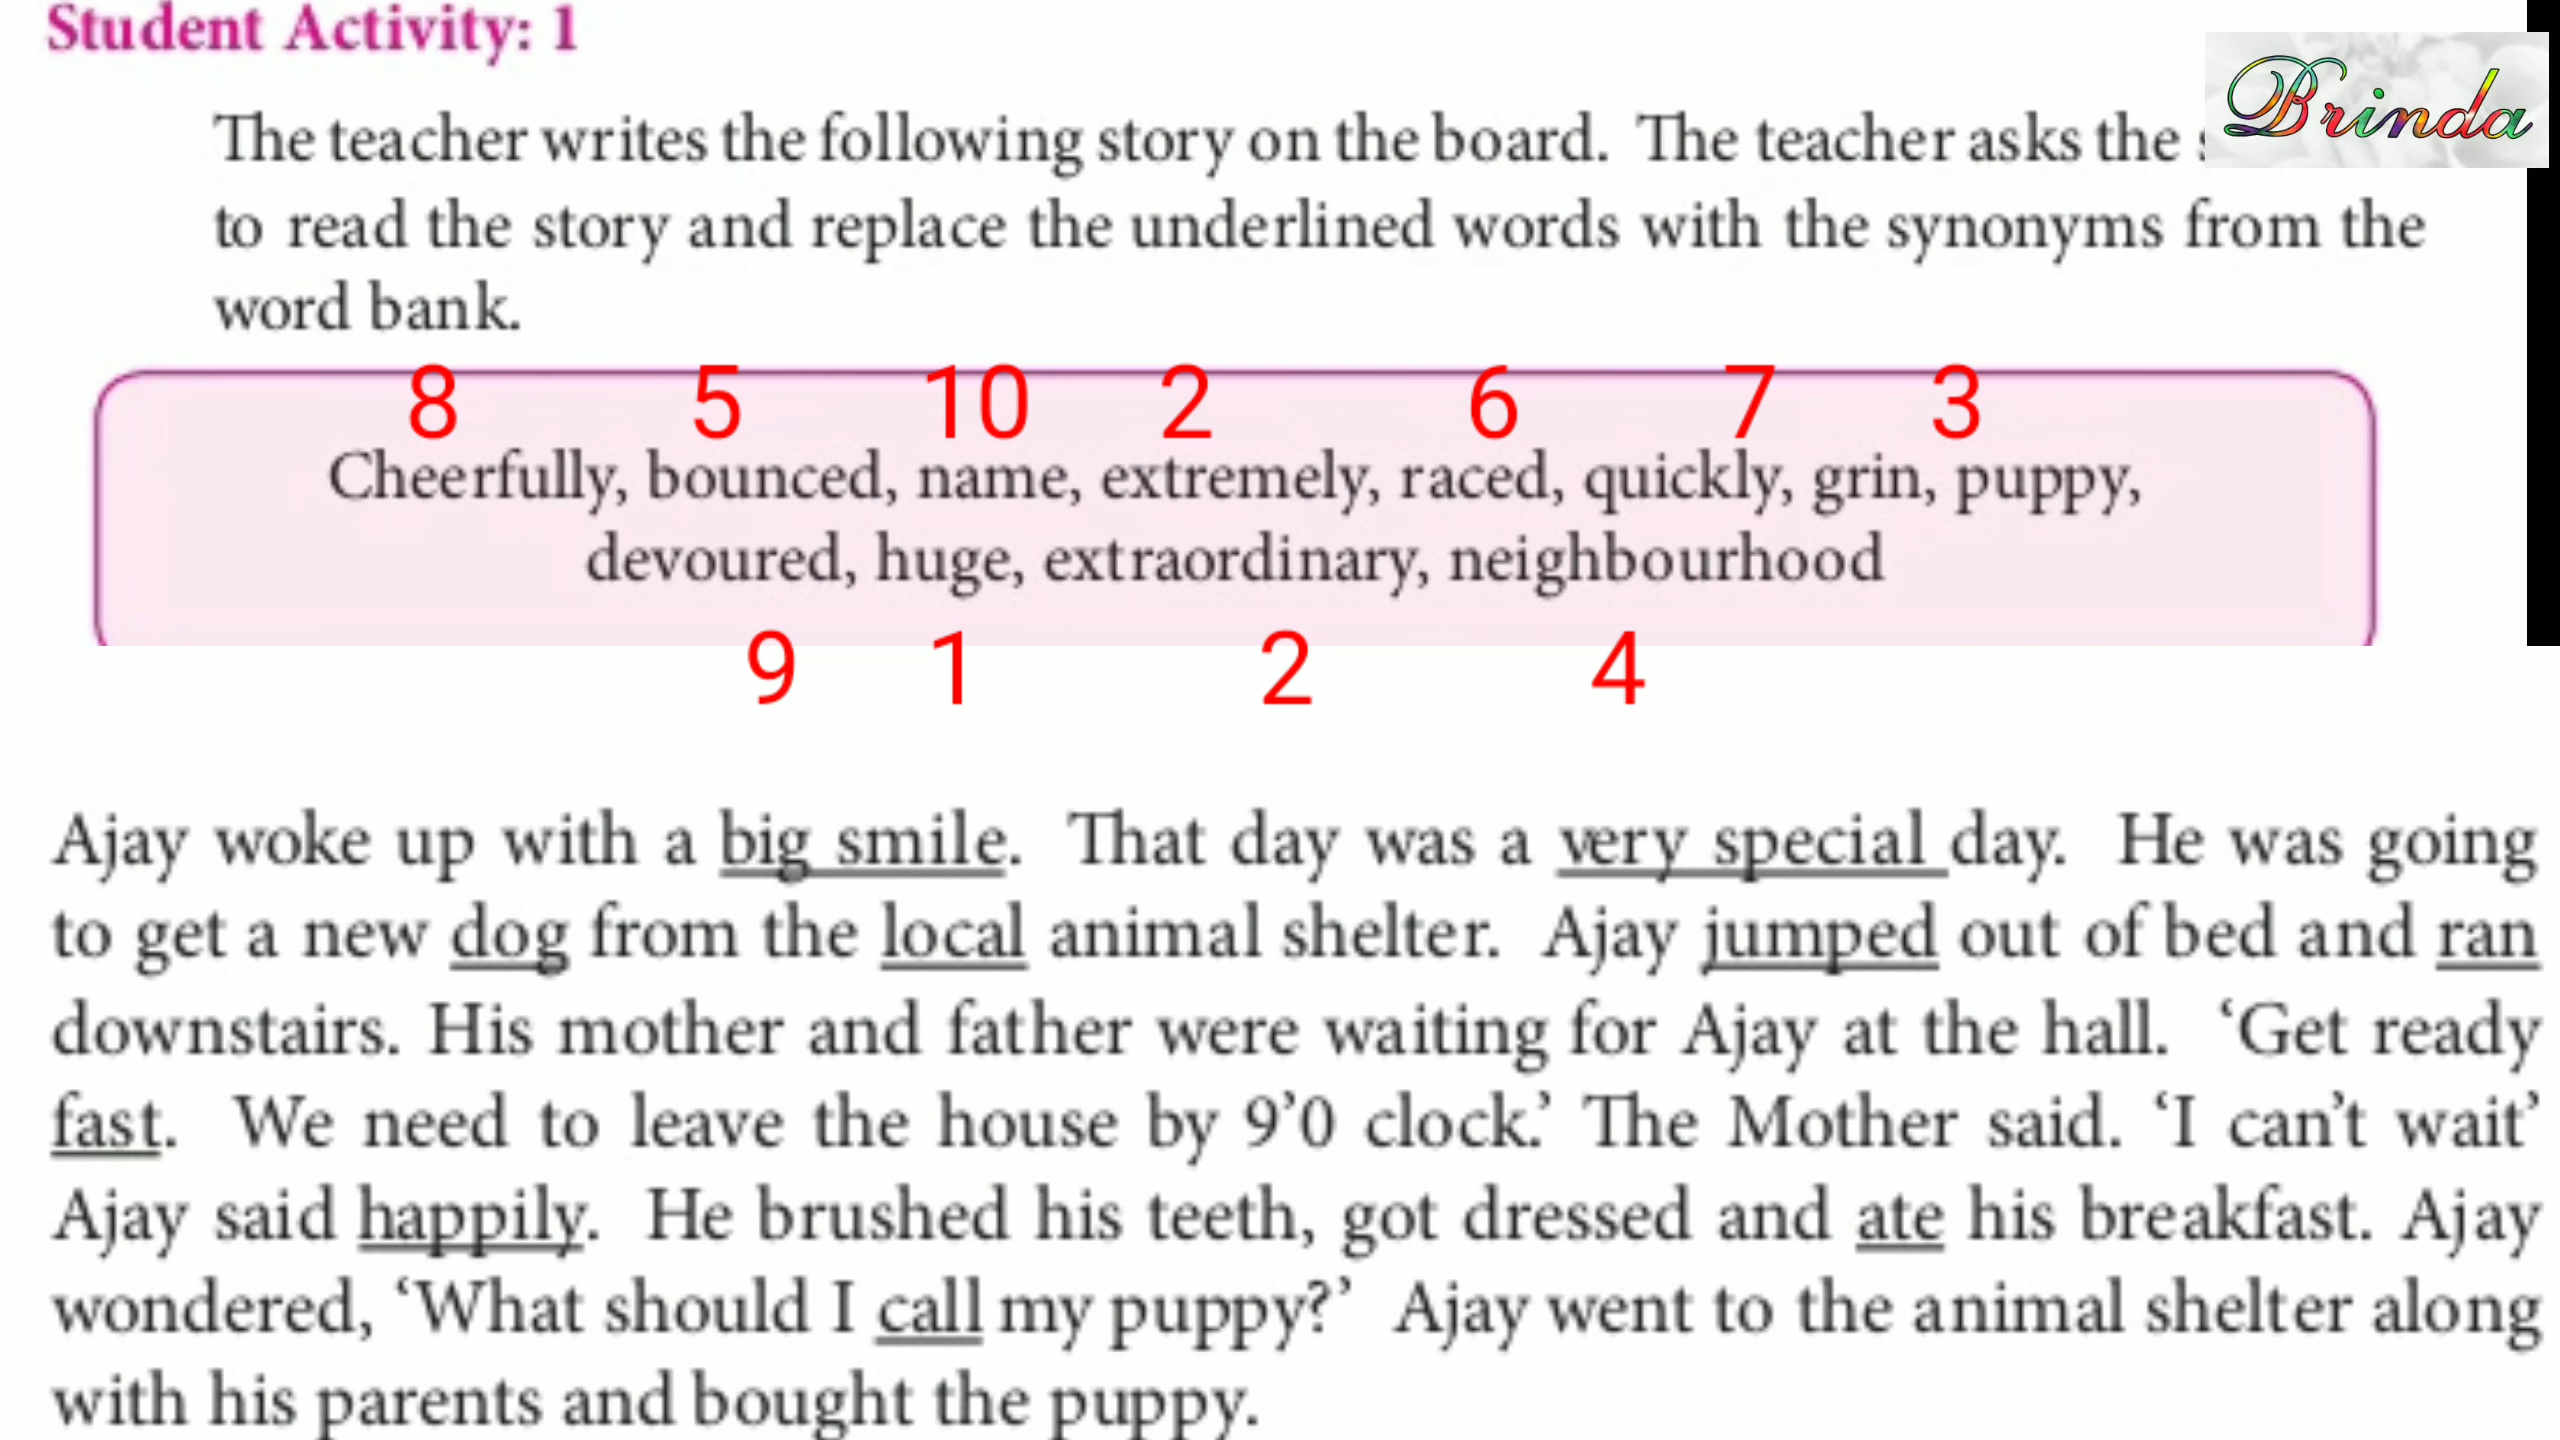 Student Activity: 1
Brinda
The teacher writes the following story on the board. The teacher asks the
to read the story and replace the underlined words with the synonyms from the
word bank.
8 5 10 2 6 7 3
Cheerfully, bounced, name, extremely, raced, quickly, grin, puppy,
devoured, huge, extraordinary, neighbourhood
9 1 2 4
Ajay woke up with a big smile. That day was a very special day. He was going
to get a new dog from the local animal shelter. Ajay jumped out of bed and ran
downstairs. His mother and father were waiting for Ajay at the hall. ‘Get ready
fast. We need to leave the house by 9’0 clock.’ The Mother said. ‘I can’t wait’
Ajay said happily. He brushed his teeth, got dressed and ate his breakfast. Ajay
wondered, ‘What should I call my puppy?’ Ajay went to the animal shelter along
with his parents and bought the puppy.